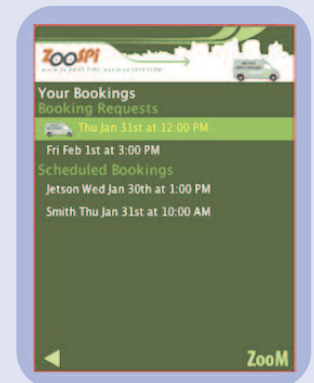 ZooSPi
Your Bookings
Booking Requests
Thu Jan 31st at 12:00 PM
Fri Feb 1st at 3:00 PM
Scheduled Bookings
Jetson Wed Jan 30th at 1:00 PM
Smith Thu Jan 31st at 10:00 AM
ZooM